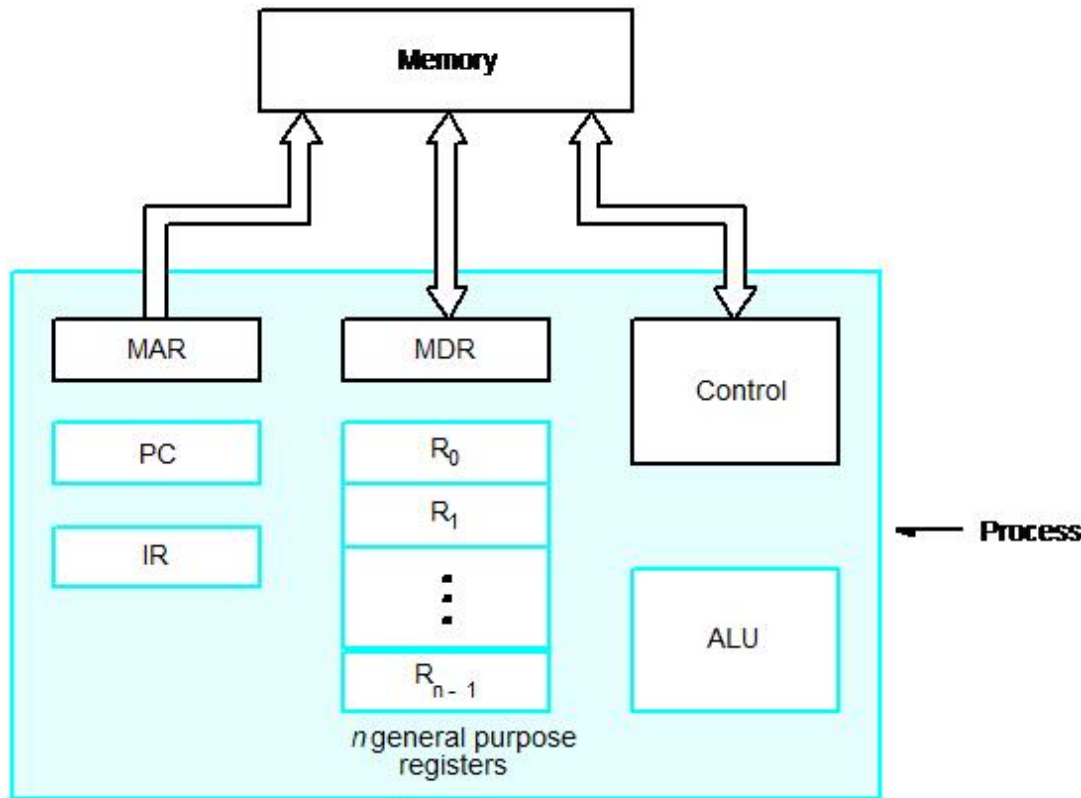 Memory
MAR
MDR
Control
PC
R0
R1
IR
Process
ALU
Rn - 1
n general purpose
registers